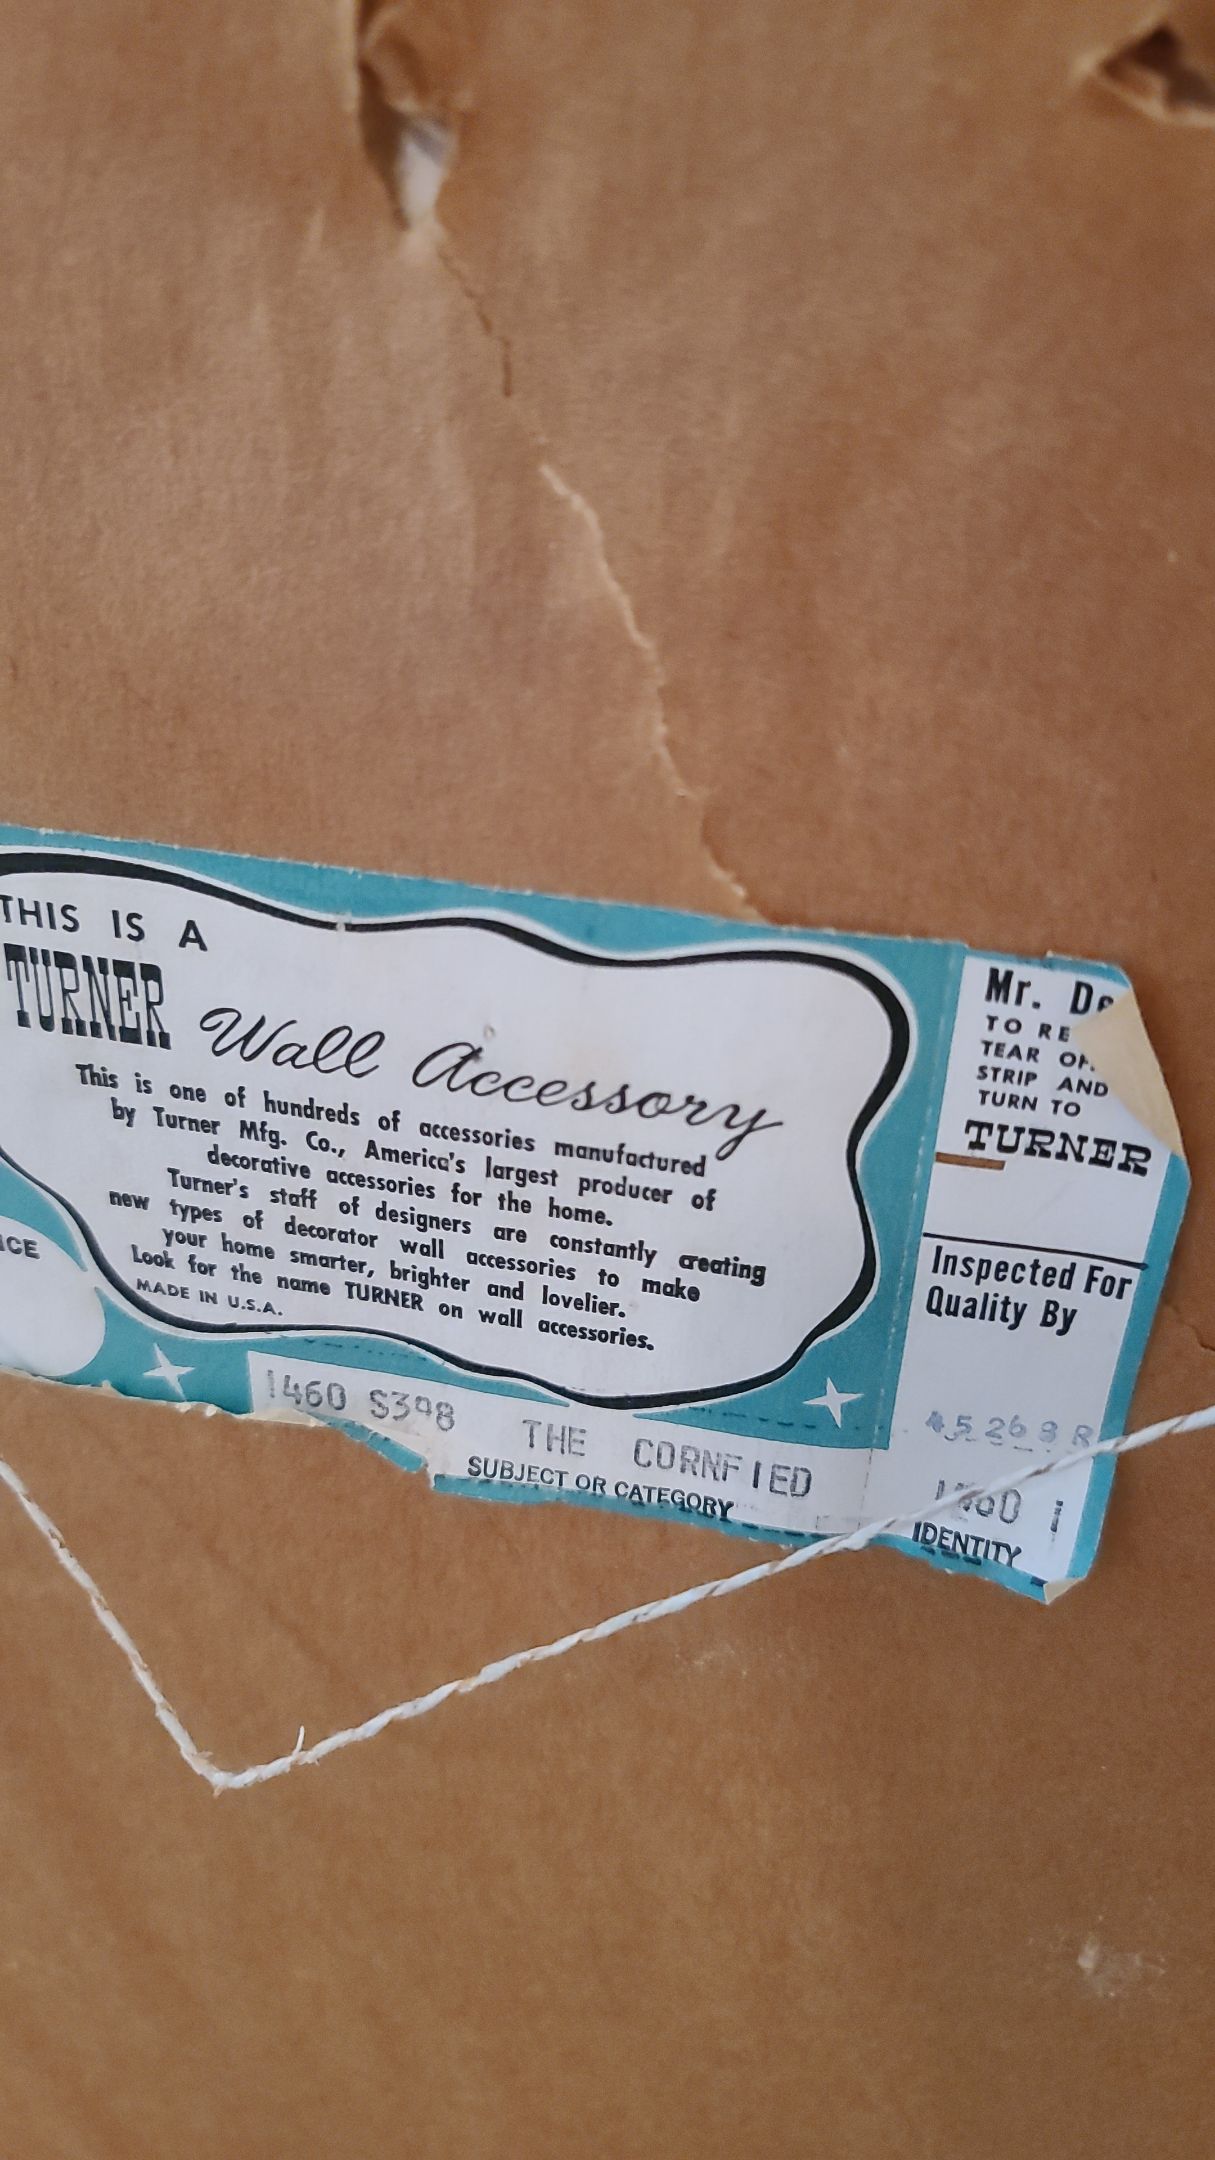 THIS IS A
TURNER Wall Accessory
This is one of hundreds of accessories manufactured
by Turner Mfg. Co., America's largest producer of
decorative accessories for the home.
Turner's staff of designers are constantly creating
new types of decorator wall accessories to make
your home smarter, brighter and lovelier.
Look for the name TURNER on wall accessories.
MADE IN U.S.A.
1460 S398 THE CORNFIED
SUBJECT OR CATEGORY
Mr.
TO
TEAR
STRIP AND
TURN TO
TURNER
Inspected For
Quality By
45268 R
IDENTITY